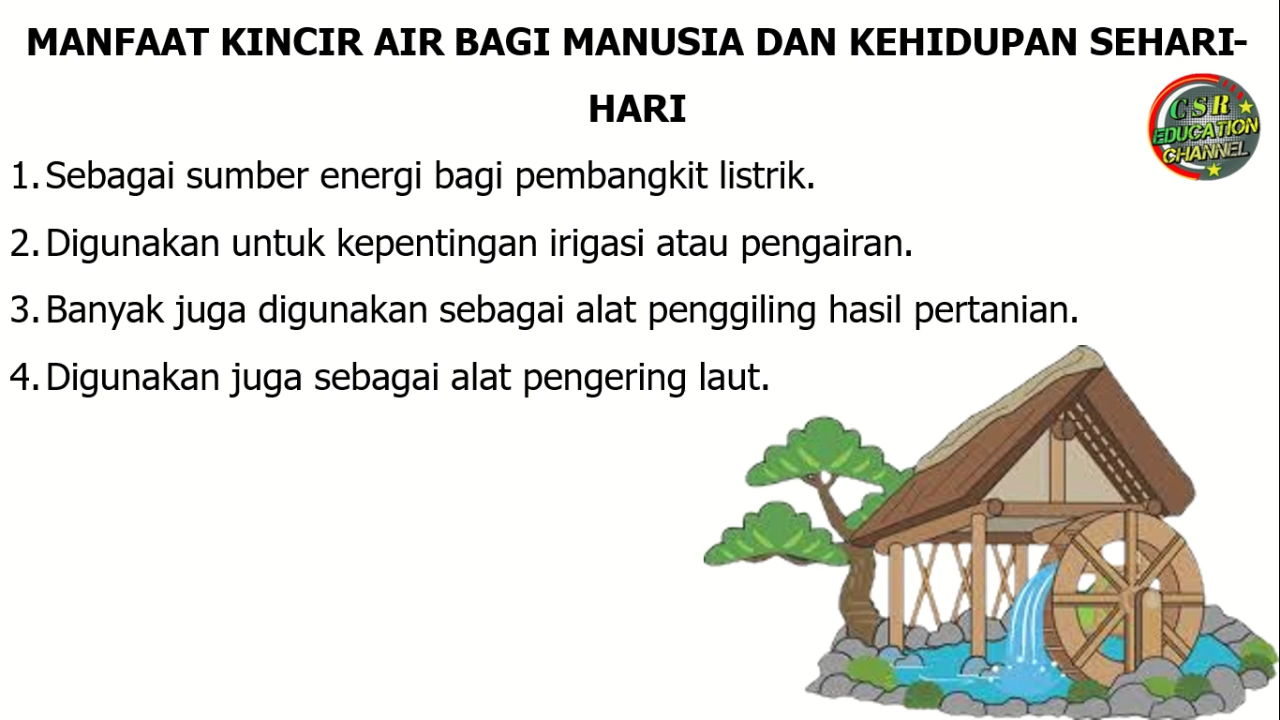 MANFAAT KINCIR AIR BAGI MANUSIA DAN KEHIDUPAN SEHARI-
HARI
CSR
EDUCATION
CHANNEL
1. Sebagai sumber energi bagi pembangkit listrik.
2. Digunakan untuk kepentingan irigasi atau pengairan.
3. Banyak juga digunakan sebagai alat penggiling hasil pertanian.
4. Digunakan juga sebagai alat pengering laut.